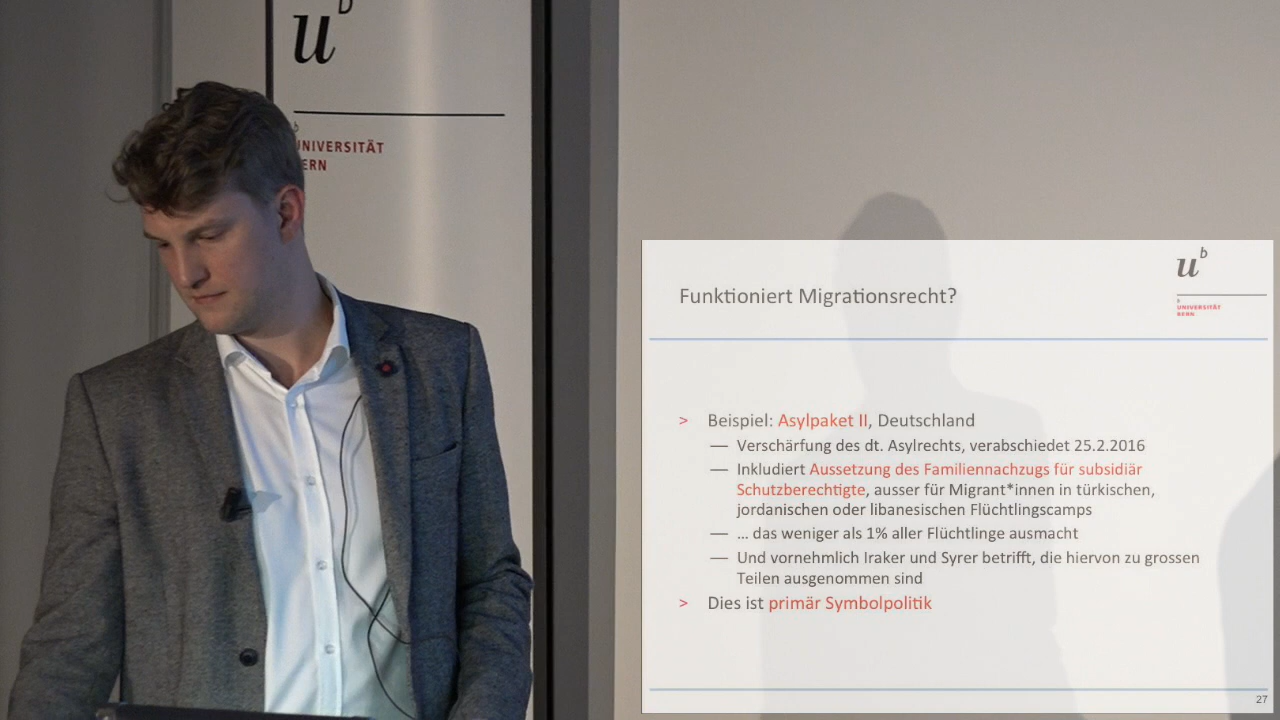 u
b
UNIVERSITÄT
ERN
u b
Funktioniert Migrationsrecht?
b
UNIVERSITÄT
BERN
> Beispiel: Asylpaket II, Deutschland
— Verschärfung des dt. Asylrechts, verabschiedet 25.2.2016
— Inkludiert Aussetzung des Familiennachzugs für subsidiär
Schutzberechtigte, ausser für Migrant*innen in türkischen,
jordanischen oder libanesischen Flüchtlingscamps
— … das weniger als 1% aller Flüchtlinge ausmacht
— Und vornehmlich Iraker und Syrer betrifft, die hiervon zu grossen
Teilen ausgenommen sind
> Dies ist primär Symbolpolitik
27